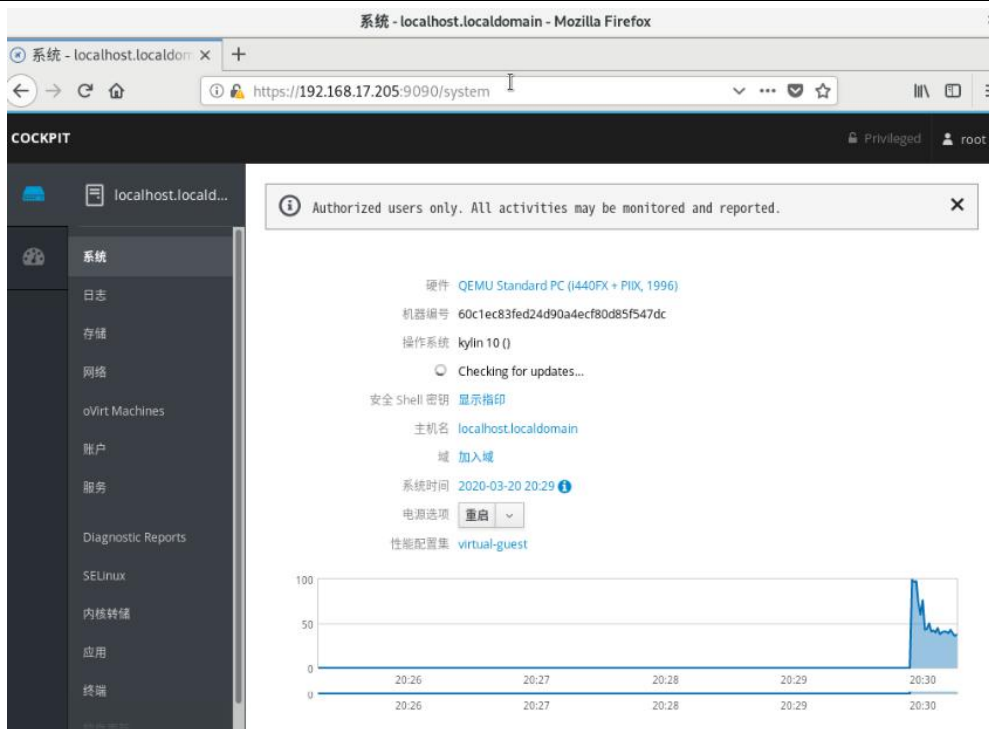 系统 - localhost.localdomain - Mozilla Firefox
系统 - localhost.localdom
https://192.168.17.205:9090/system
COCKPIT
Privileged
root
localhost.locald...
Authorized users only. All activities may be monitored and reported.
系统
日志
存储
网络
oVirt Machines
账户
服务
Diagnostic Reports
SELinux
内核转储
应用
终端
硬件 QEMU Standard PC (i440FX + PIIX, 1996)
机器编号 60c1ec83fed24d90a4ecf80d85f547dc
操作系统 kylin 10 ()
Checking for updates...
安全 Shell 密钥 显示指印
主机名 localhost.localdomain
域 加入域
系统时间 2020-03-20 20:29
电源选项 重启
性能配置集 virtual-guest
100
50
0
20:26 20:27 20:28 20:29 20:30
0
20:26 20:27 20:28 20:29 20:30